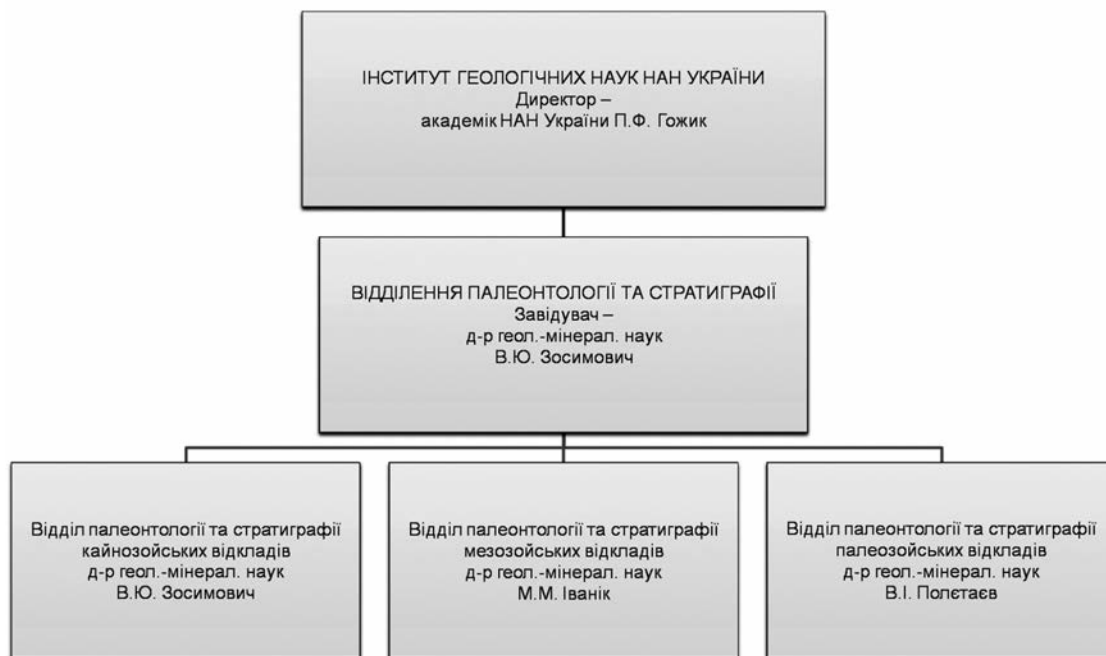 ІНСТИТУТ ГЕОЛОГІЧНИХ НАУК НАН УКРАЇНИ
Директор –
академік НАН України П.Ф. Гожик
ВІДДІЛЕННЯ ПАЛЕОНТОЛОГІЇ ТА СТРАТИГРАФІЇ
Завідувач –
д-р геол.-мінерал. наук
В.Ю. Зосимович
Відділ палеонтології та стратиграфії
кайнозойських відкладів
д-р геол.-мінерал. наук
В.Ю. Зосимович
Відділ палеонтології та стратиграфії
мезозойських відкладів
д-р геол.-мінерал. наук
М.М. Іванік
Відділ палеонтології та стратиграфії
палеозойських відкладів
д-р геол.-мінерал. наук
В.І. Полєтаєв